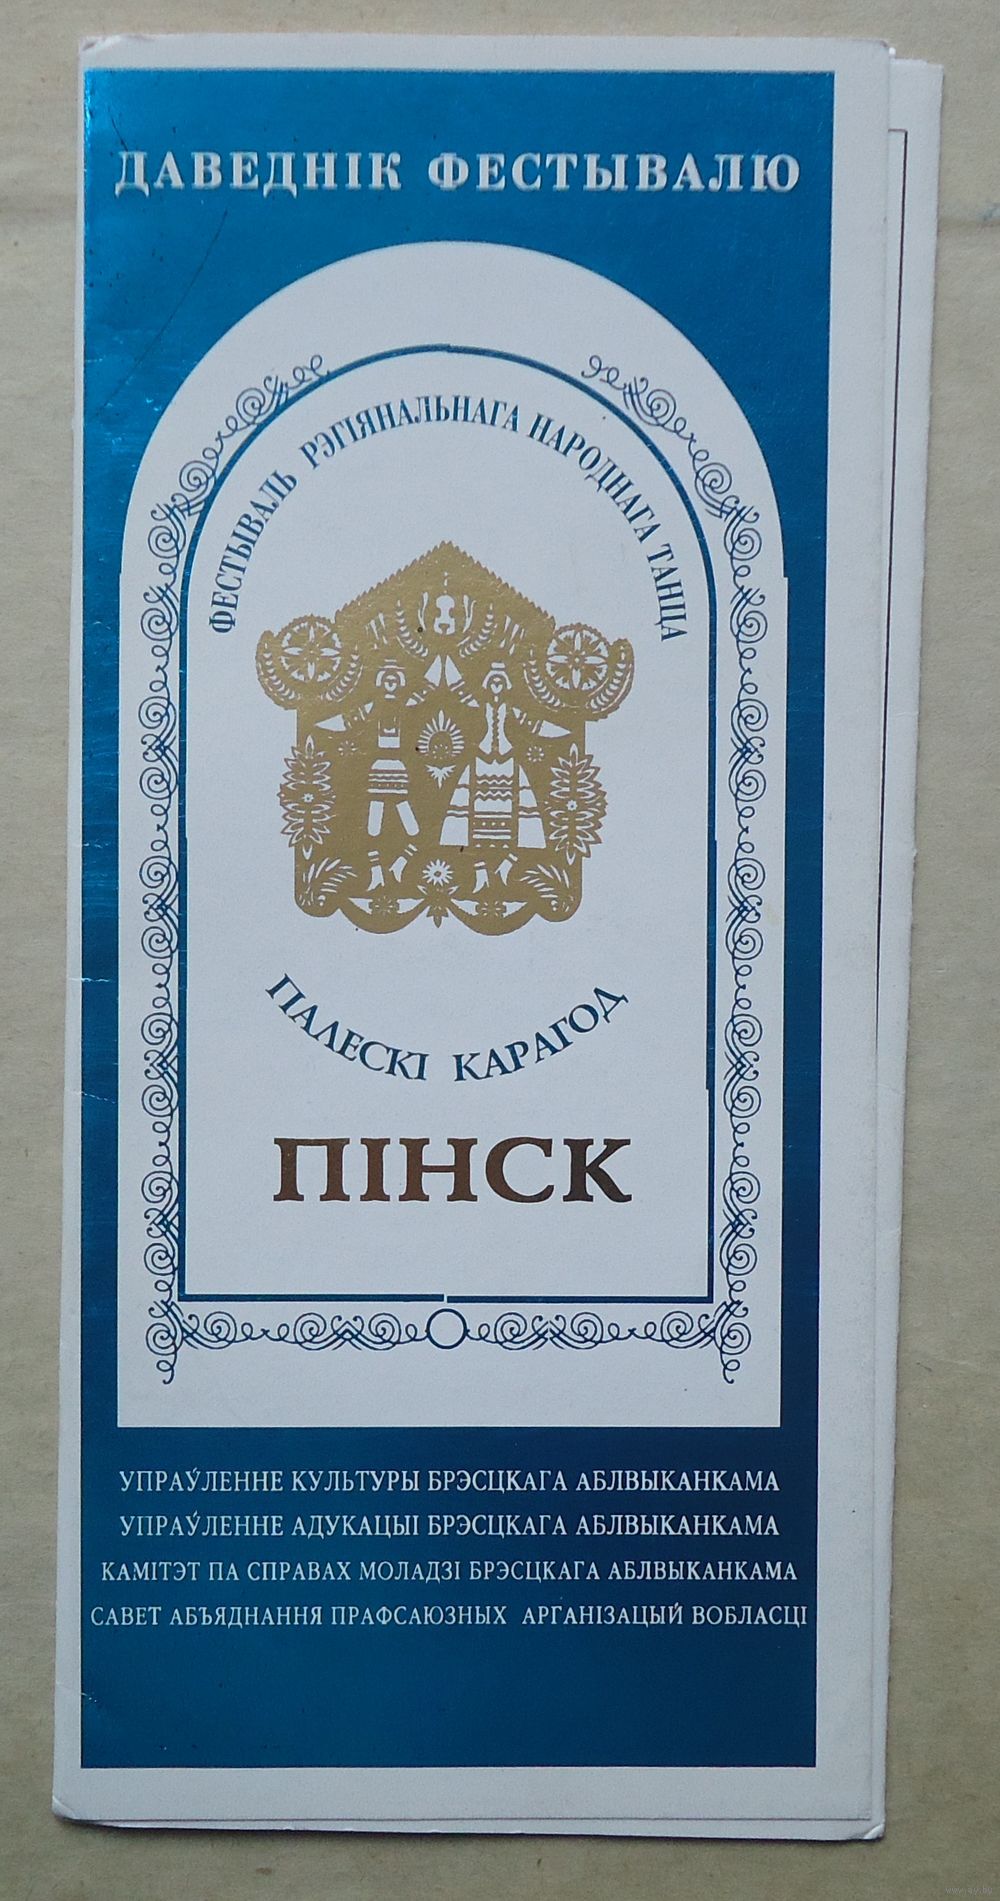 ДАВЕДНІК ФЕСТЫВАЛЮ
ФЕСТЫВАЛЬ РЭГІЯНАЛЬНАГА НАРОДНАГА ТАНЦА
ПАЛЕСКІ КАРАГОД
ПІНСК
УПРАЎЛЕННЕ КУЛЬТУРЫ БРЭСЦКАГА АБЛВЫКАНКАМА
УПРАЎЛЕННЕ АДУКАЦЫІ БРЭСЦКАГА АБЛВЫКАНКАМА
КАМІТЭТ ПА СПРАВАХ МОЛАДЗІ БРЭСЦКАГА АБЛВЫКАНКАМА
САВЕТ АБЪЯДНАННЯ ПРАФСАЮЗНЫХ АРГАНІЗАЦЫЙ ВОБЛАСЦІ